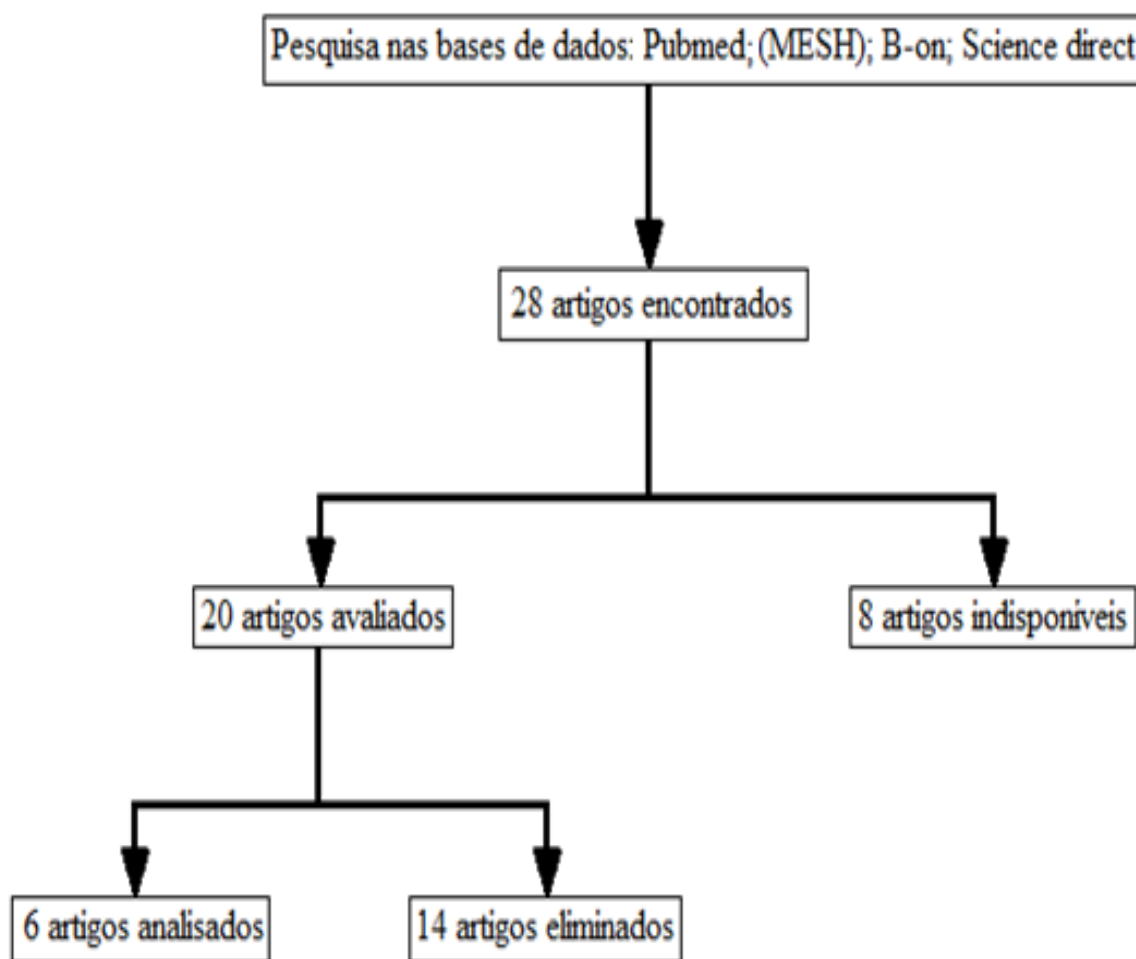 Pesquisa nas bases de dados: Pubmed; (MESH); B-on; Science direct
28 artigos encontrados
20 artigos avaliados
8 artigos indisponíveis
6 artigos analisados
14 artigos eliminados